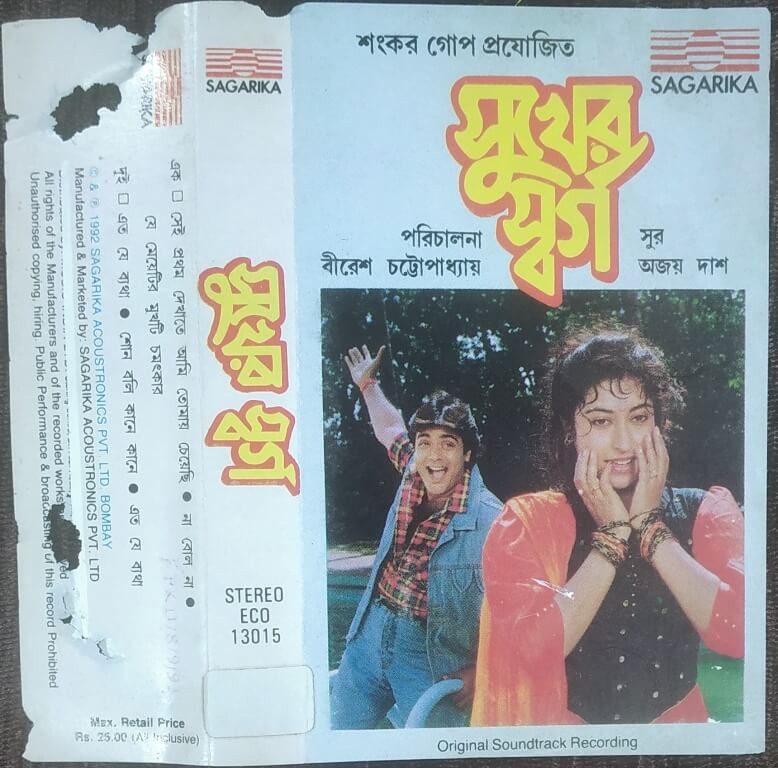 শংকর গোপ প্রযোজিত
SAGARIKA
সুখের
স্বর্গ
পরিচালনা
বীরেশ চট্টোপাধ্যায়
সুর
অজয় দাশ
Original Soundtrack Recording
SAGARIKA
সুখের স্বর্গ
STEREO
ECO
13015
এক □ সেই প্রথম দেখাতে আমি তোমায় চেয়েছি ● না বোল না ●
যে মেয়েটির মুখটি চমৎকার
দুই □ এত যে ব্যথা ● শোন বলি কানে কানে ● এত যে ব্যথা
© & ℗ 1992 SAGARIKA ACOUSTRONICS PVT. LTD. BOMBAY
Manufactured & Marketed by: SAGARIKA ACOUSTRONICS PVT. LTD
All rights of the Manufacturers and of the recorded works
Unauthorised copying, hiring, Public Performance & broadcasting of this record Prohibited
Max. Retail Price
Rs. 25.00 (All Inclusive)